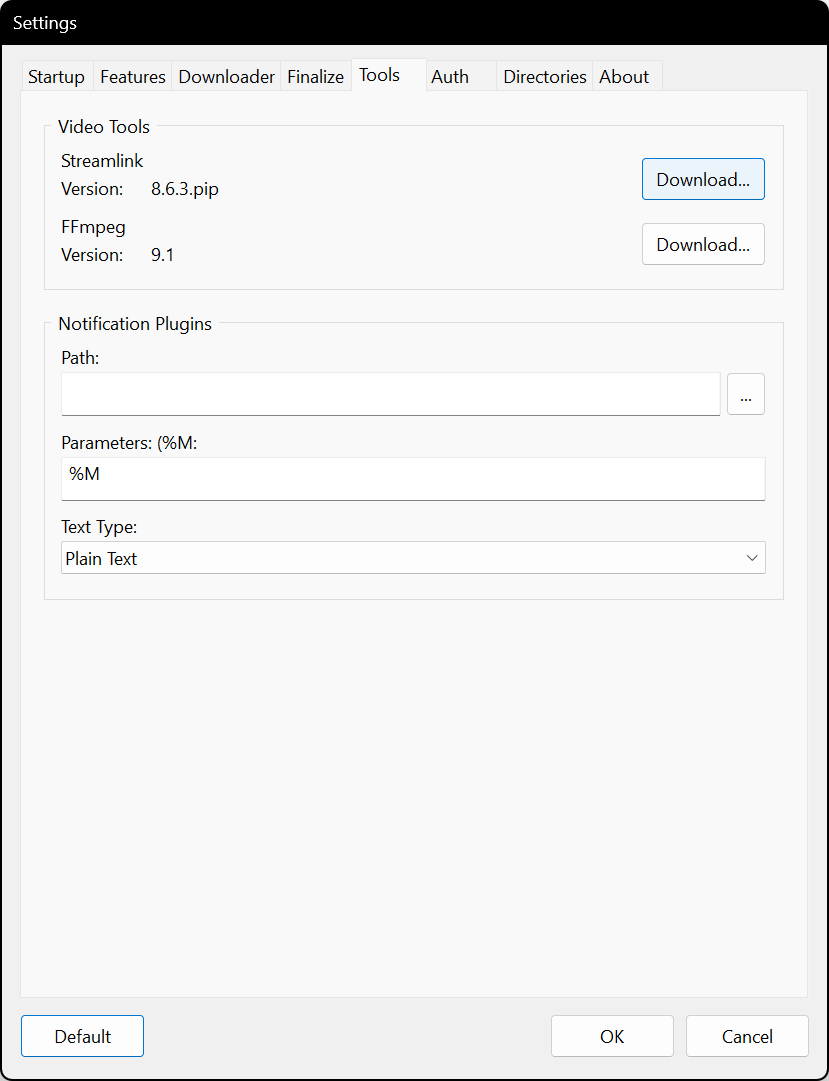 Settings
Startup Features Downloader Finalize Tools Auth Directories About
Video Tools
Streamlink
Version: 8.6.3.pip
Download...
FFmpeg
Version: 9.1
Download...
Notification Plugins
Path:
...
Parameters: (%M:
%M
Text Type:
Plain Text
Default OK Cancel